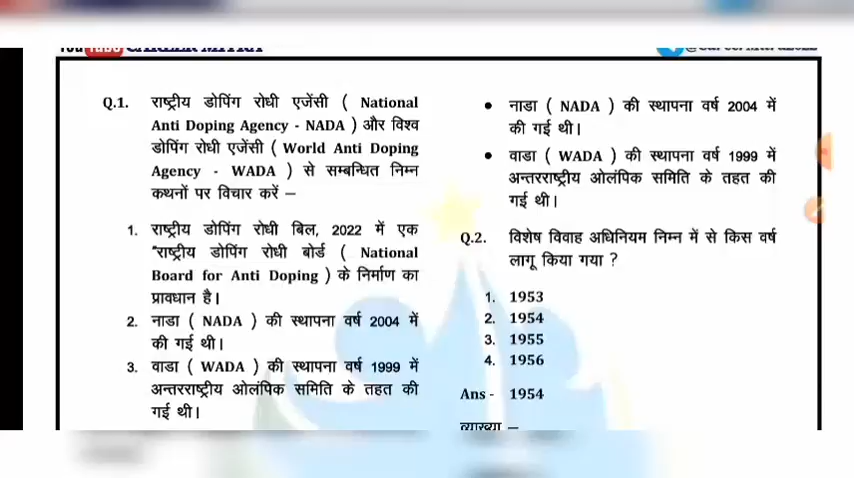 Q.1. राष्ट्रीय डोपिंग रोधी एजेंसी ( National
Anti Doping Agency - NADA ) और विश्व
डोपिंग रोधी एजेंसी ( World Anti Doping
Agency - WADA ) से सम्बन्धित निम्न
कथनों पर विचार करें –
1. राष्ट्रीय डोपिंग रोधी बिल, 2022 में एक
"राष्ट्रीय डोपिंग रोधी बोर्ड ( National
Board for Anti Doping ) के निर्माण का
प्रावधान है।
2. नाडा ( NADA ) की स्थापना वर्ष 2004 में
की गई थी।
3. वाडा ( WADA ) की स्थापना वर्ष 1999 में
अन्तरराष्ट्रीय ओलंपिक समिति के तहत की
गई थी।
• नाडा ( NADA ) की स्थापना वर्ष 2004 में
की गई थी।
• वाडा ( WADA ) की स्थापना वर्ष 1999 में
अन्तरराष्ट्रीय ओलंपिक समिति के तहत की
गई थी।
Q.2. विशेष विवाह अधिनियम निम्न में से किस वर्ष
लागू किया गया ?
1. 1953
2. 1954
3. 1955
4. 1956
Ans - 1954
व्याख्या –